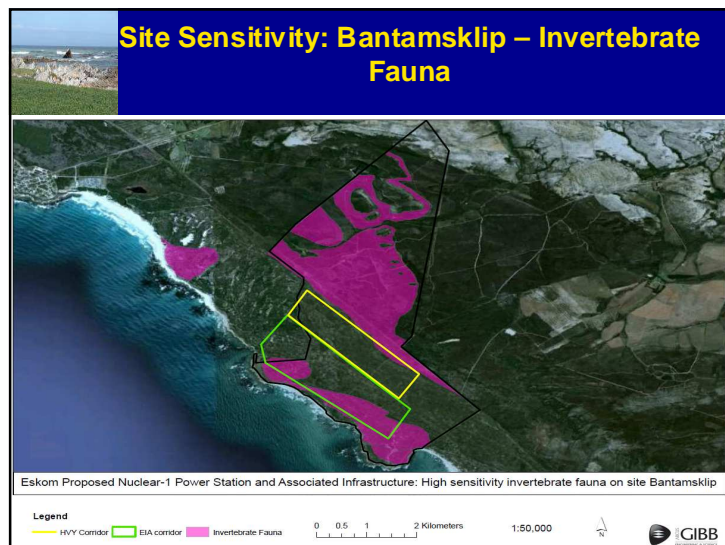 Site Sensitivity: Bantamsklip – Invertebrate
Fauna
Eskom Proposed Nuclear-1 Power Station and Associated Infrastructure: High sensitivity invertebrate fauna on site Bantamsklip
Legend
HVY Corridor
EIA corridor
Invertebrate Fauna
0 0.5 1 2 Kilometers
1:50,000
N
GIBB